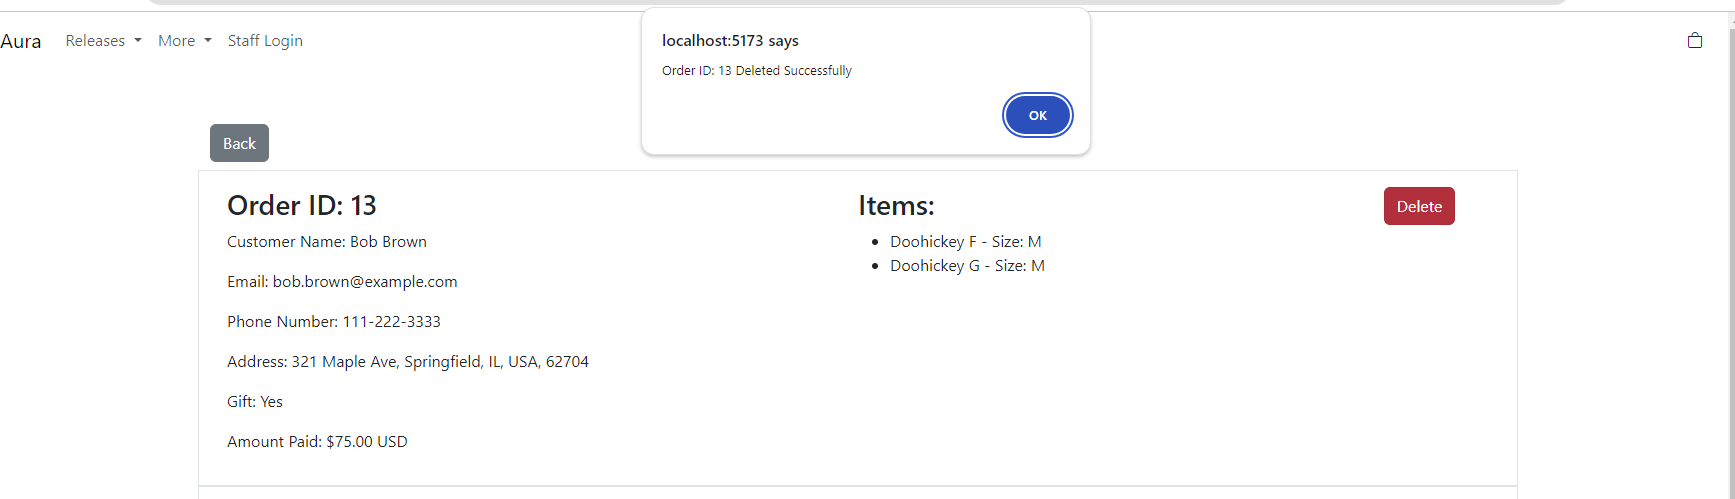 Aura Releases More Staff Login
localhost:5173 says
Order ID: 13 Deleted Successfully
OK
Back
Order ID: 13
Customer Name: Bob Brown
Email: bob.brown@example.com
Phone Number: 111-222-3333
Address: 321 Maple Ave, Springfield, IL, USA, 62704
Gift: Yes
Amount Paid: $75.00 USD
Items:
Doohickey F - Size: M
Doohickey G - Size: M
Delete